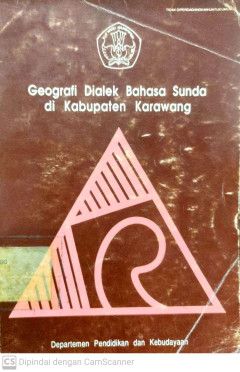 Geografi Dialek Bahasa Sunda
di Kabupaten Karawang
Departemen Pendidikan dan Kebudayaan
CS Dipindai dengan CamScanner